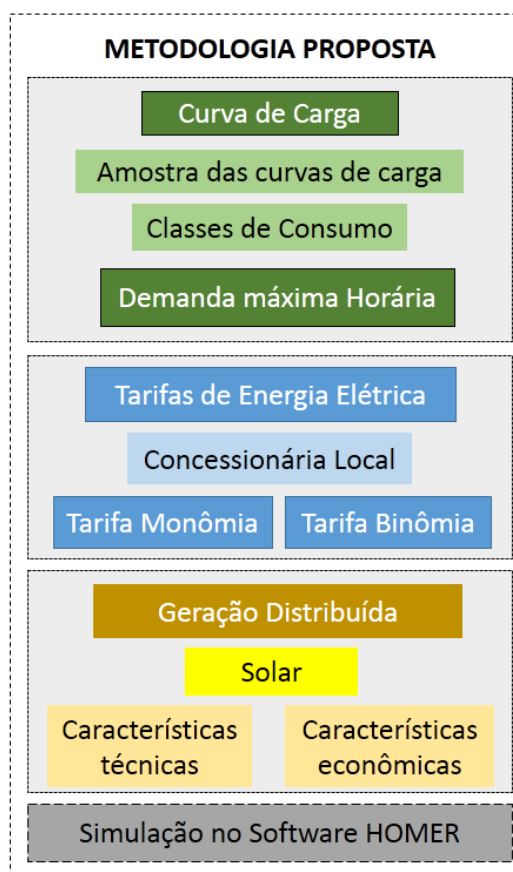 METODOLOGIA PROPOSTA
Curva de Carga
Amostra das curvas de carga
Classes de Consumo
Demanda máxima Horária
Tarifas de Energia Elétrica
Concessionária Local
Tarifa Monômia
Tarifa Binômia
Geração Distribuída
Solar
Características
técnicas
Características
econômicas
Simulação no Software HOMER